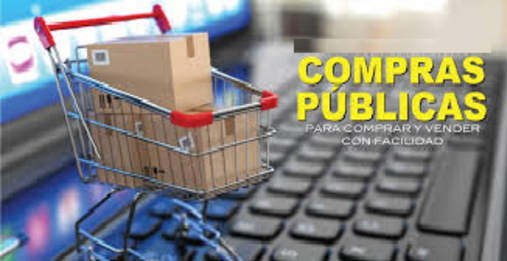 COMPRAS
PÚBLICAS
PARA COMPRAR Y VENDER
CON FACILIDAD